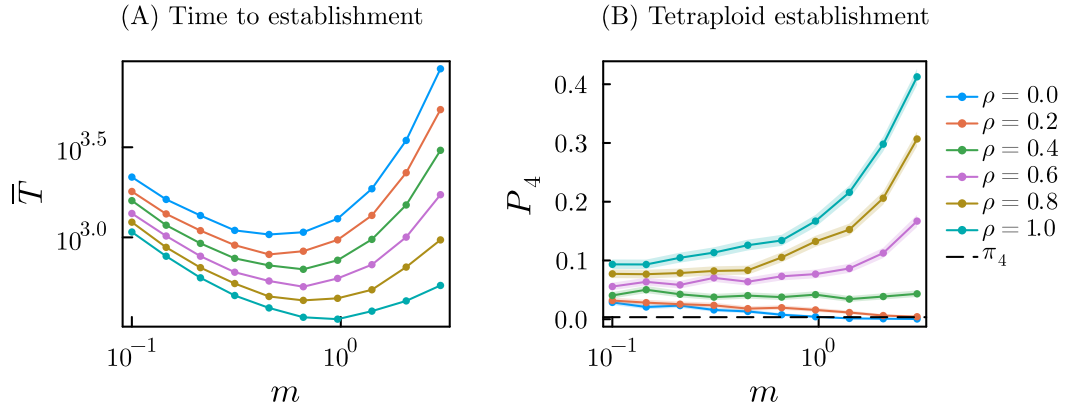 (A) Time to establishment
(B) Tetraploid establishment
T̅
10^3.5
10^3.0
10^−1
10^0
m
P_4
0.4
0.3
0.2
0.1
0.0
10^−1
10^0
m
ρ = 0.0
ρ = 0.2
ρ = 0.4
ρ = 0.6
ρ = 0.8
ρ = 1.0
π_4